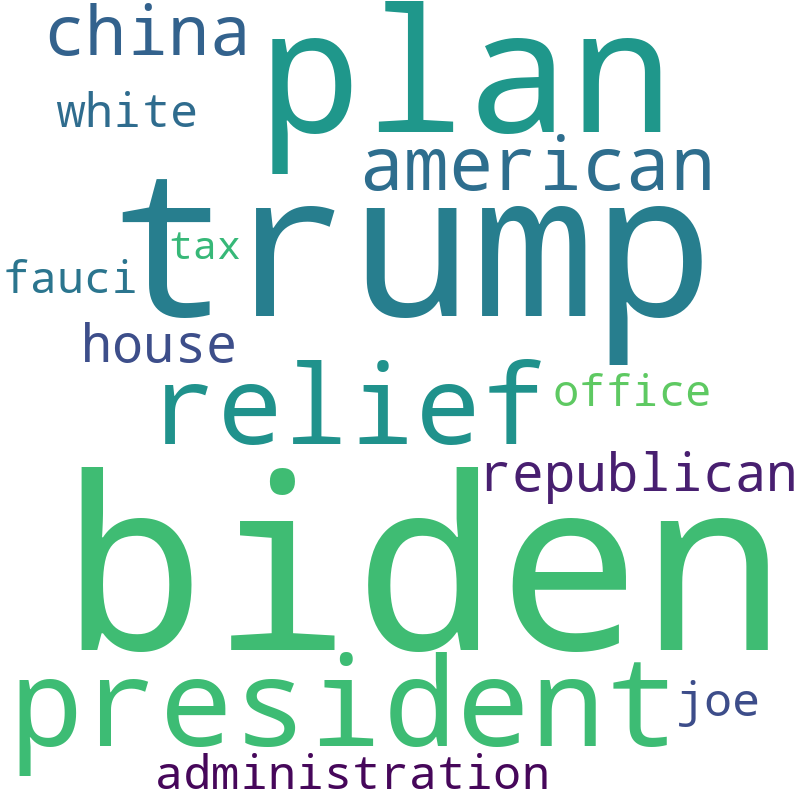 china
plan
white
american
trump
tax
fauci
house
relief
office
republican
biden
president
joe
administration